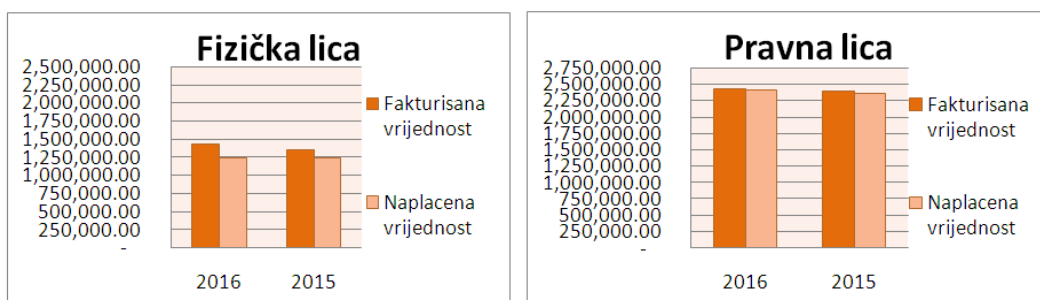 Fizička lica
2,500,000.00
2,250,000.00
2,000,000.00
1,750,000.00
1,500,000.00
1,250,000.00
1,000,000.00
750,000.00
500,000.00
250,000.00
-
2016
2015
Fakturisana
vrijednost
Naplacena
vrijednost
Pravna lica
2,750,000.00
2,500,000.00
2,250,000.00
2,000,000.00
1,750,000.00
1,500,000.00
1,250,000.00
1,000,000.00
750,000.00
500,000.00
250,000.00
-
2016
2015
Fakturisana
vrijednost
Naplacena
vrijednost